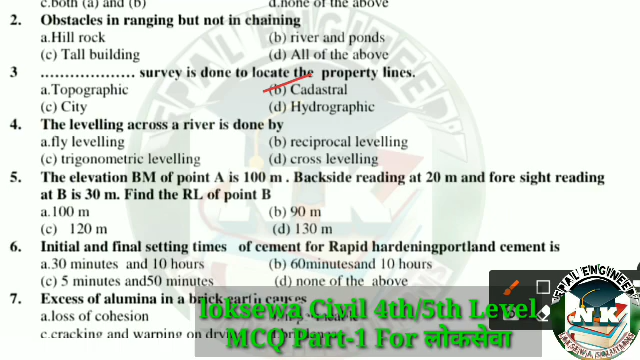 c.both (a) and (b) d.none of the above
2. Obstacles in ranging but not in chaining
a.Hill rock (b) river and ponds
(c) Tall building (d) All of the above
3 ................... survey is done to locate the property lines.
a.Topographic (b) Cadastral
(c) City (d) Hydrographic
4. The levelling across a river is done by
a.fly levelling (b) reciprocal levelling
(c) trigonometric levelling (d) cross levelling
5. The elevation BM of point A is 100 m . Backside reading at 20 m and fore sight reading
at B is 30 m. Find the RL of point B
a.100 m (b) 90 m
(c) 120 m (d) 130 m
6. Initial and final setting times of cement for Rapid hardeningportland cement is
a.30 minutes and 10 hours (b) 60minutesand 10 hours
(c) 5 minutes and50 minutes (d) none of the above
7. Excess of alumina in a brick earth causes
a.loss of cohesion
loksewa Civil 4th/5th Level
MCQ Part-1 For लोकसेवा
NK